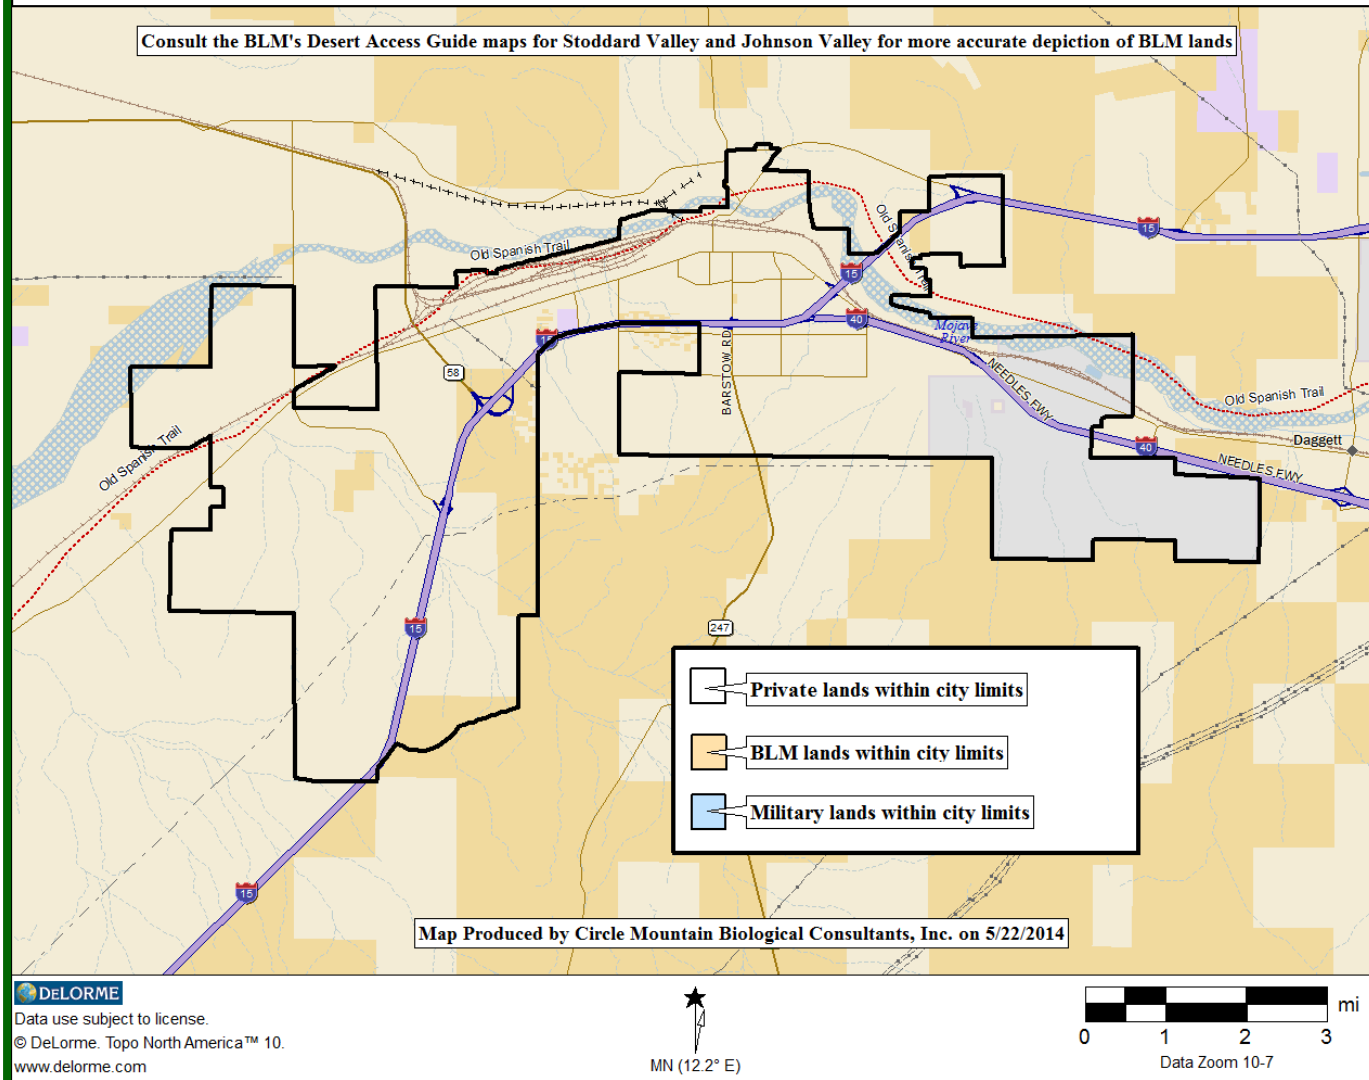 Consult the BLM's Desert Access Guide maps for Stoddard Valley and Johnson Valley for more accurate depiction of BLM lands
15
Old Spanish Trail
Old Spanish Trail
15
40
Mojave
River
15
58
BARSTOW RD
NEEDLES FWY
Old Spanish Trail
Daggett
Old Spanish Trail
40
NEEDLES FWY
15
247
Private lands within city limits
BLM lands within city limits
Military lands within city limits
15
Map Produced by Circle Mountain Biological Consultants, Inc. on 5/22/2014
DELORME
Data use subject to license.
© DeLorme. Topo North America™ 10.
www.delorme.com
MN (12.2° E)
mi
0 1 2 3
Data Zoom 10-7